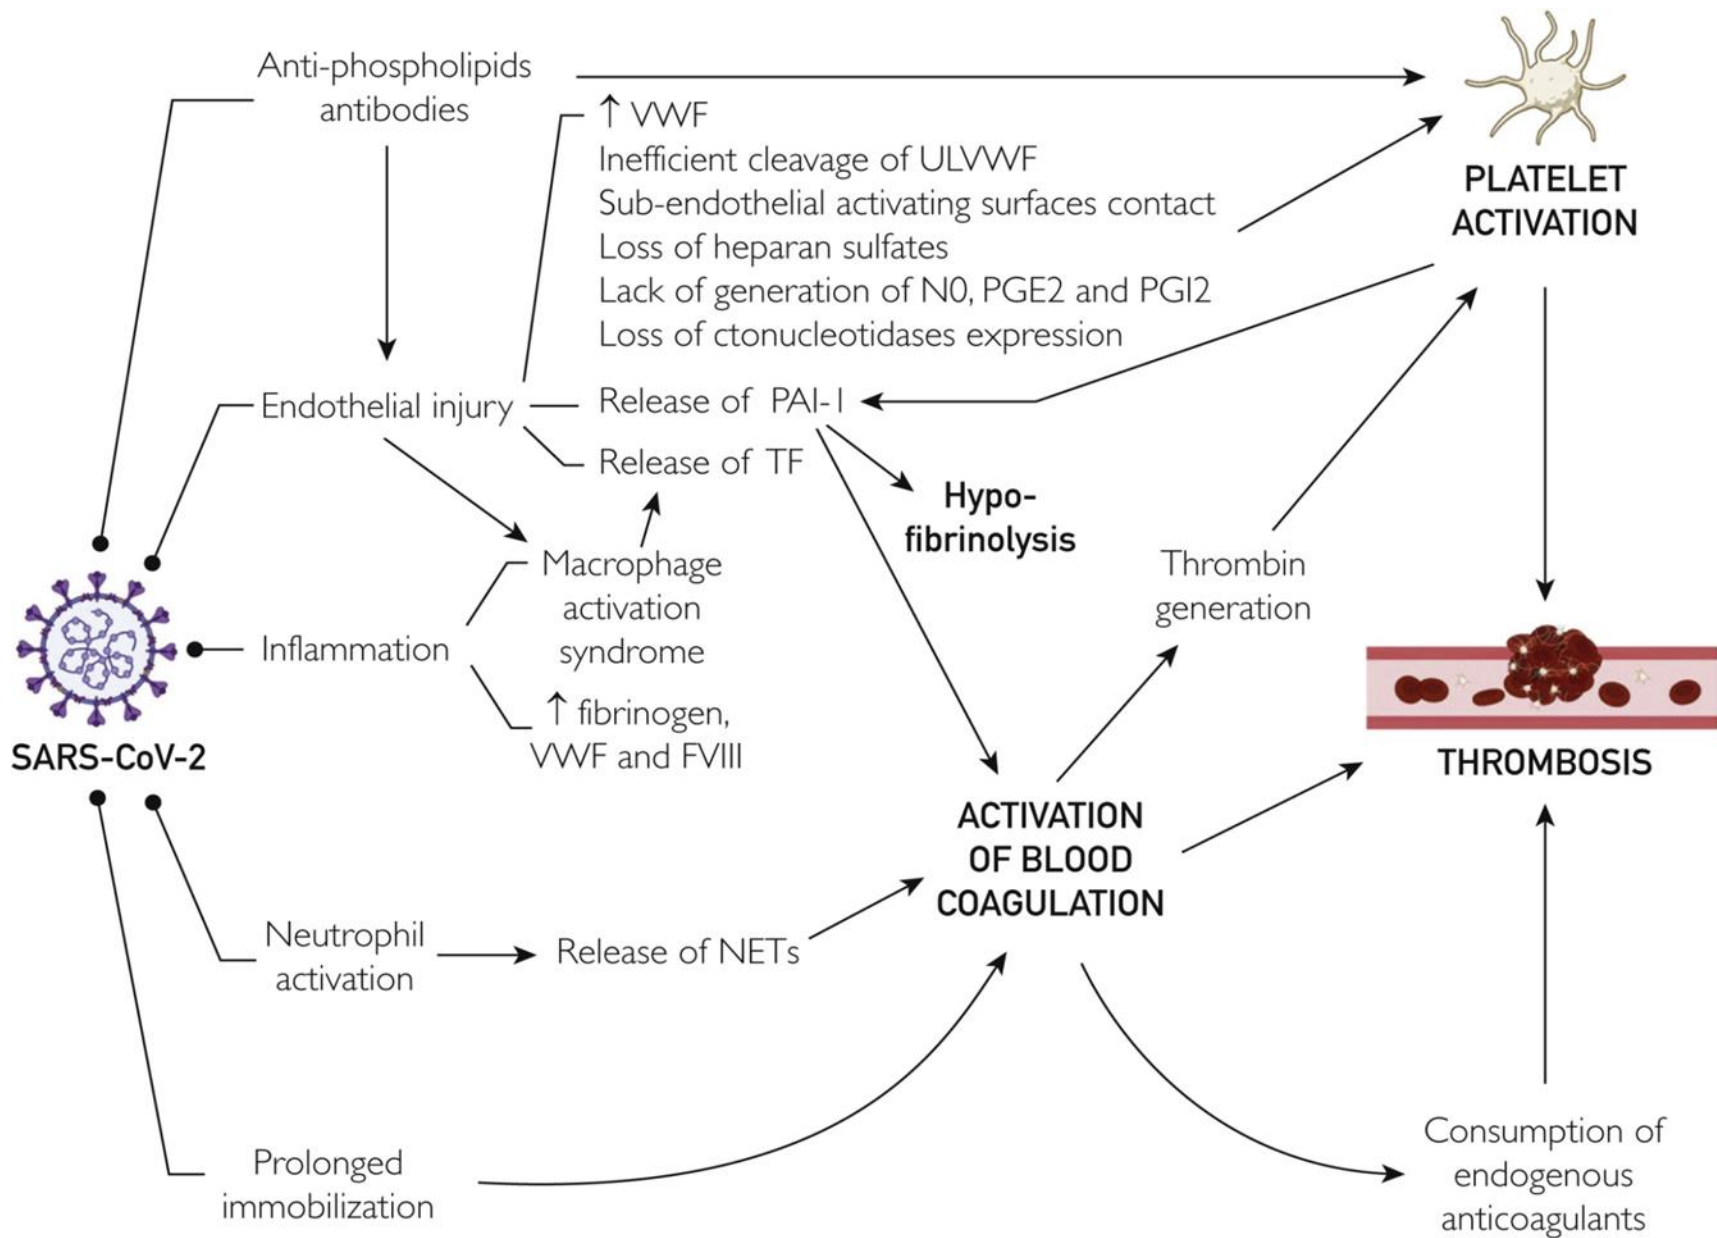 Anti-phospholipids
antibodies
↑ VWF
Inefficient cleavage of ULVWF
Sub-endothelial activating surfaces contact
Loss of heparan sulfates
Lack of generation of N0, PGE2 and PGI2
Loss of ctonucleotidases expression
PLATELET
ACTIVATION
Endothelial injury
Release of PAI-I
Release of TF
Hypo-
fibrinolysis
Macrophage
activation
syndrome
Thrombin
generation
Inflammation
↑ fibrinogen,
VWF and FVIII
SARS-CoV-2
THROMBOSIS
ACTIVATION
OF BLOOD
COAGULATION
Neutrophil
activation
Release of NETs
Prolonged
immobilization
Consumption of
endogenous
anticoagulants